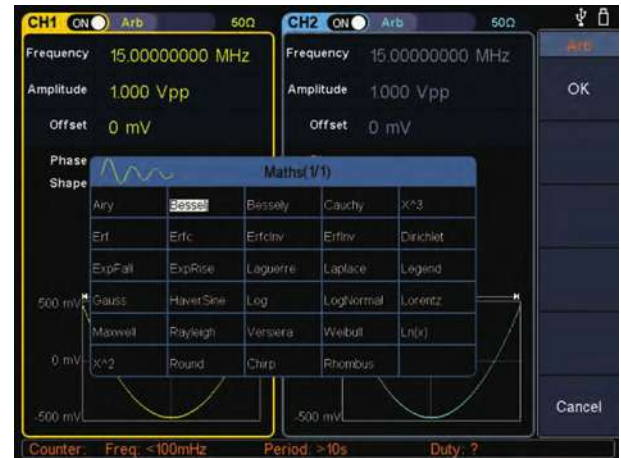 CH1 ON Arb 50Ω CH2 ON Arb 50Ω
Arb
Frequency 15.00000000 MHz Frequency 15.00000000 MHz
Amplitude 1.000 Vpp Amplitude 1.000 Vpp
OK
Offset 0 mV Offset 0 mV
Phase
Shape
Maths(1/1)
Airy Besselj Bessely Cauchy X^3
Erf Erfc ErfcInv ErfInv Dirichlet
ExpFall ExpRise Laguerre Laplace Legend
Gauss HaverSine Log LogNormal Lorentz
Maxwell Rayleigh Versiera Weibull Ln(x)
X^2 Round Chirp Rhombus
500 mV
0 mV
-500 mV -500 mV
Cancel
Counter: Freq: <100mHz Period: >10s Duty: ?